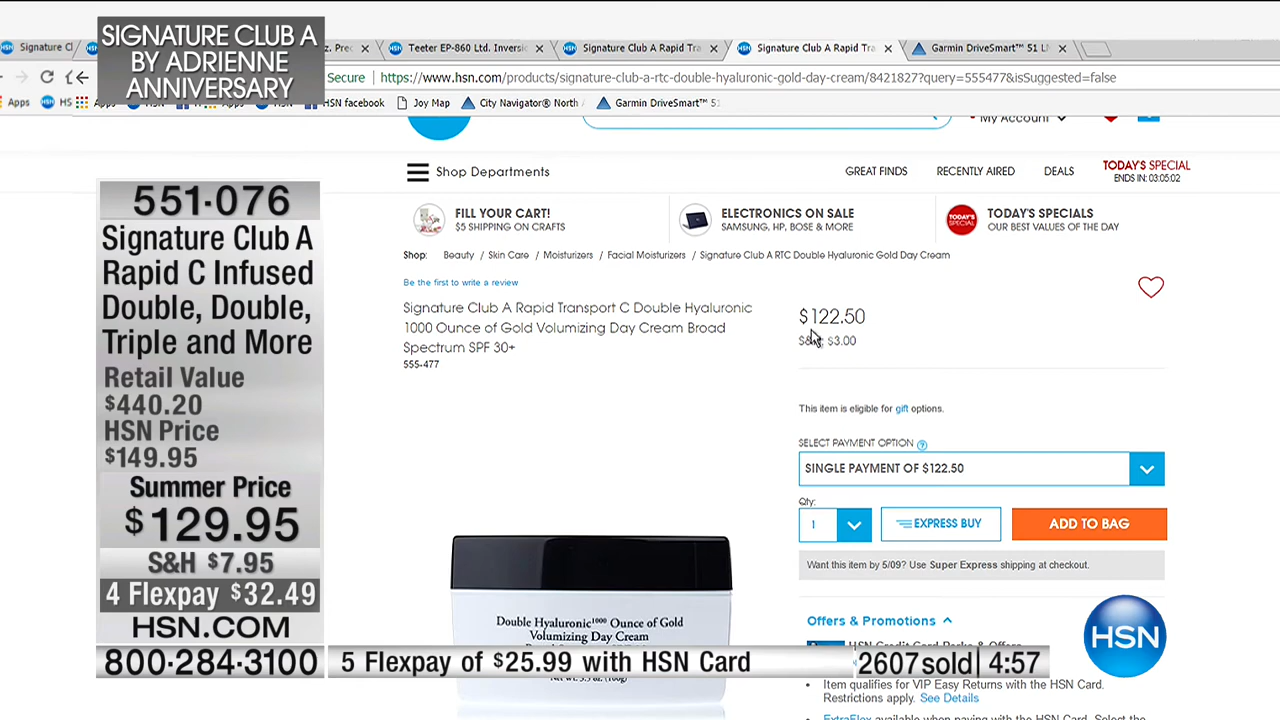 SIGNATURE CLUB A
BY ADRIENNE
ANNIVERSARY
Signature Cl
Teeter EP-860 Ltd. Inversi
Signature Club A Rapid Tra
Signature Club A Rapid Tra
Garmin DriveSmart™ 51 L
Secure https://www.hsn.com/products/signature-club-a-rtc-double-hyaluronic-gold-day-cream/8421827?query=555477&isSuggested=false
Apps
HSN facebook
Joy Map
City Navigator® North
Garmin DriveSmart™ 51
My Account
Shop Departments
GREAT FINDS
RECENTLY AIRED
DEALS
TODAY'S SPECIAL
ENDS IN: 03:05:02
FILL YOUR CART!
$5 SHIPPING ON CRAFTS
ELECTRONICS ON SALE
SAMSUNG, HP, BOSE & MORE
TODAY'S SPECIAL
TODAY'S SPECIALS
OUR BEST VALUES OF THE DAY
Shop: Beauty / Skin Care / Moisturizers / Facial Moisturizers / Signature Club A RTC Double Hyaluronic Gold Day Cream
Be the first to write a review
Signature Club A Rapid Transport C Double Hyaluronic
1000 Ounce of Gold Volumizing Day Cream Broad
Spectrum SPF 30+
555-477
$122.50
$3.00
This item is eligible for gift options.
SELECT PAYMENT OPTION ?
SINGLE PAYMENT OF $122.50
Qty:
1
EXPRESS BUY
ADD TO BAG
Want this item by 5/09? Use Super Express shipping at checkout.
Offers & Promotions
HSN Credit Card Perks & Offers
Item qualifies for VIP Easy Returns with the HSN Card.
Restrictions apply. See Details
Double Hyaluronic¹⁰⁰⁰ Ounce of Gold
Volumizing Day Cream
551·076
Signature Club A
Rapid C Infused
Double, Double,
Triple and More
Retail Value
$440.20
HSN Price
$149.95
Summer Price
$129.95
S&H $7.95
4 Flexpay $32.49
HSN.COM
800·284·3100
5 Flexpay of $25.99 with HSN Card
2607sold 4:57
HSN